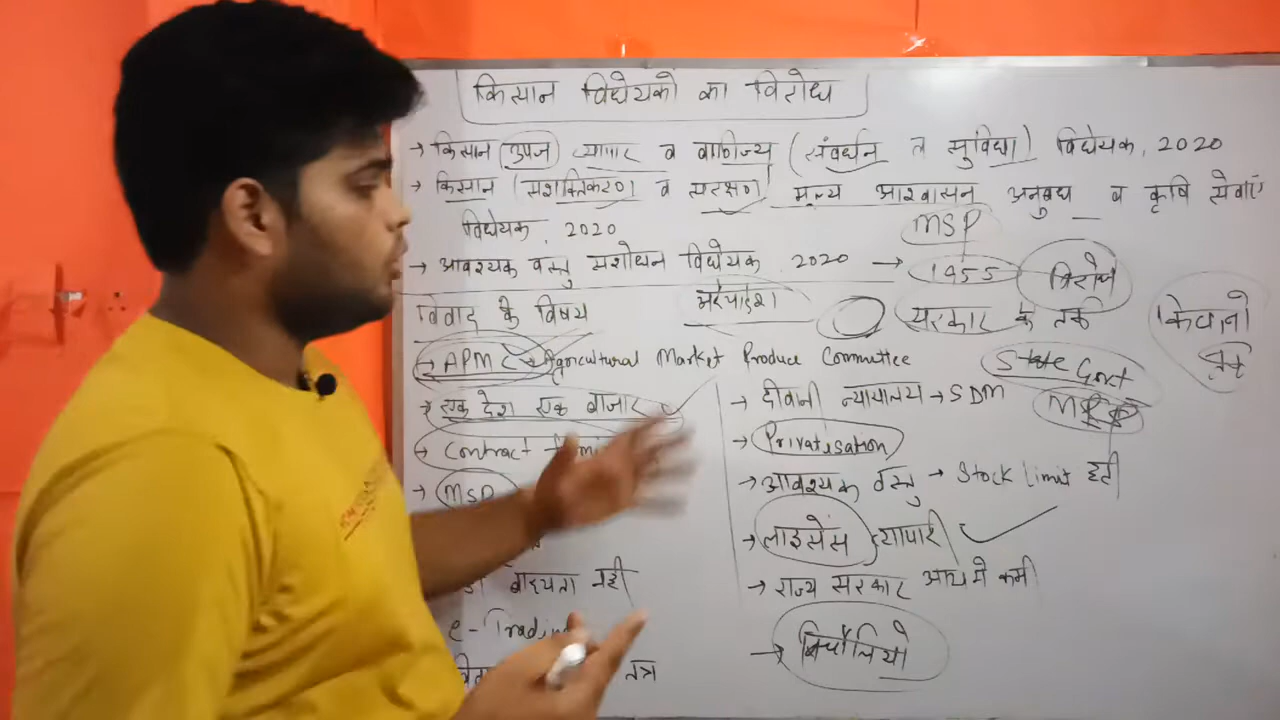 किसान विधेयको का विरोध
→ किसान (उपज) व्यापार व वाणिज्य (संवर्धन व सुविधा) विधेयक, 2020
→ किसान (सशक्तिकरण व संरक्षण) मूल्य आश्वासन अनुबंध व कृषि सेवाएं
विधेयक, 2020
MSP
→ आवश्यक वस्तु संशोधन विधेयक, 2020 →
1955
विरोध
विवाद के विषय
सरकार के तर्क
→ APMC → Agricultural Market Produce Committee
State Govt
→ एक देश एक बाजार
→ Contract
→ MSP
बाध्यता नही
e-Trading
तंत्र
→ दीवानी न्यायालय → SDM
→ Privatisation
→ आवश्यक वस्तु → Stock Limit हटी
→ लाइसेंस व्यापारी
→ राज्य सरकार आय मे कमी
→ बिचौलियो